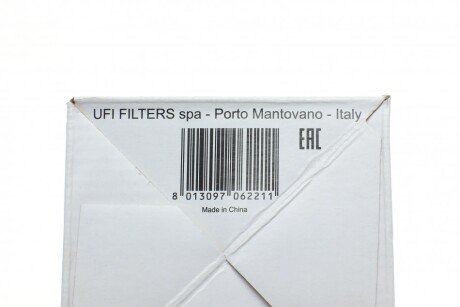 UFI FILTERS spa - Porto Mantovano - Italy
EAC
8 013097 062211
Made in China